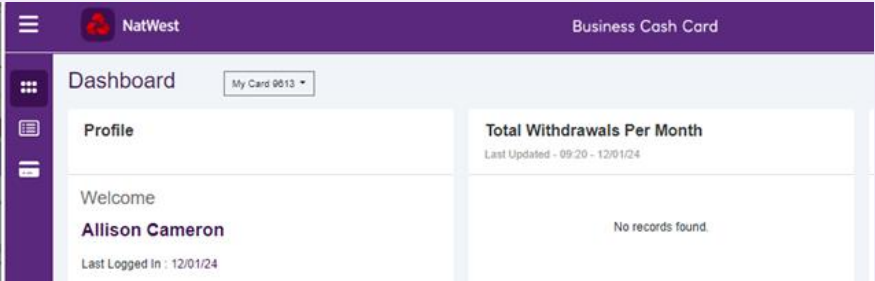 NatWest
Business Cash Card
Dashboard
My Card 9613
Profile
Total Withdrawals Per Month
Last Updated - 09:20 - 12/01/24
Welcome
Allison Cameron
No records found.
Last Logged In : 12/01/24